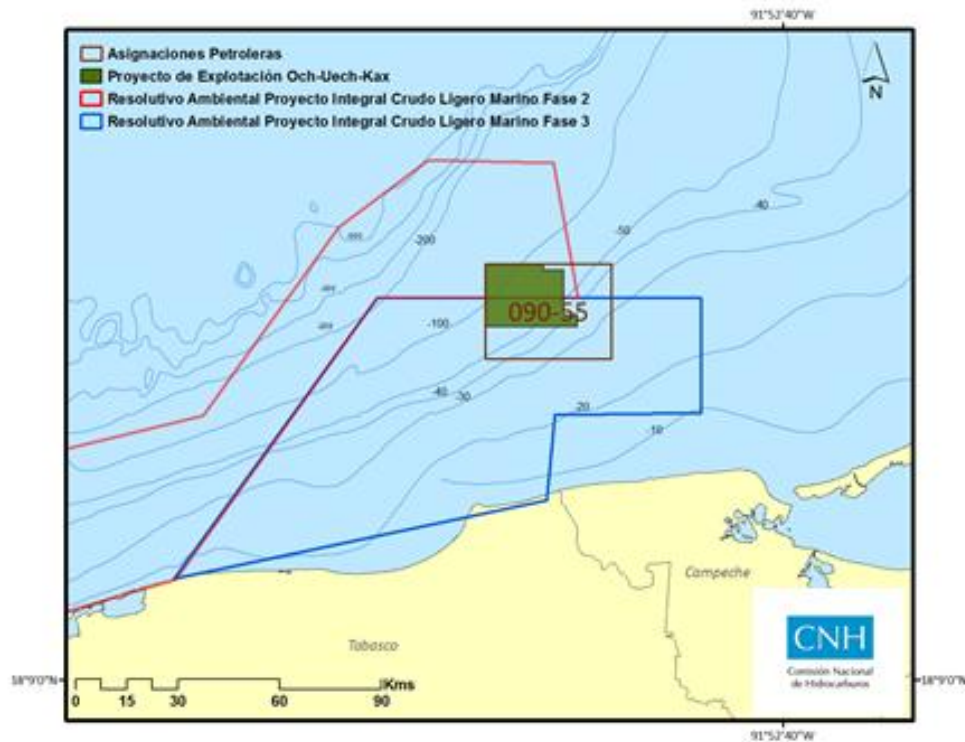 91°52'40"W
Asignaciones Petroleras
Proyecto de Explotación Och-Uech-Kax
Resolutivo Ambiental Proyecto Integral Crudo Ligero Marino Fase 2
Resolutivo Ambiental Proyecto Integral Crudo Ligero Marino Fase 3
N
-40
-50
-200
090-55
-100
-40
-30
-20
-10
Campeche
Tabasco
CNH
Comisión Nacional
de Hidrocarburos
18°9'0"N
18°9'0"N
Kms
0 15 30 60 90
91°52'40"W